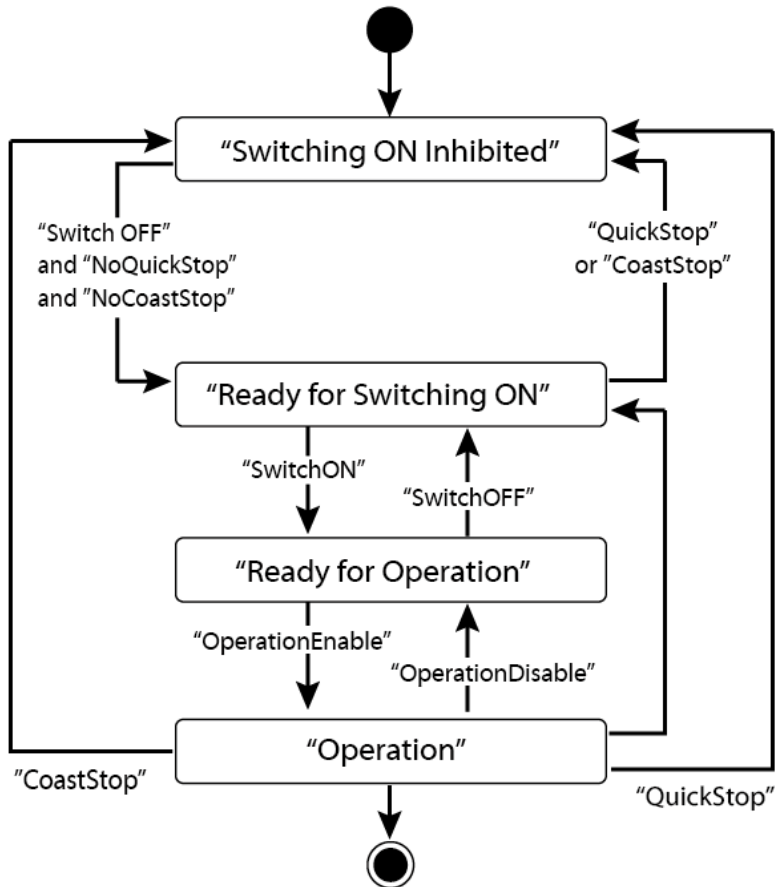 “Switching ON Inhibited”
“Switch OFF”
and “NoQuickStop”
and ”NoCoastStop”
“QuickStop”
or ”CoastStop”
“Ready for Switching ON”
“SwitchON”
“SwitchOFF”
“Ready for Operation”
“OperationEnable”
“OperationDisable”
“Operation”
”CoastStop”
“QuickStop”